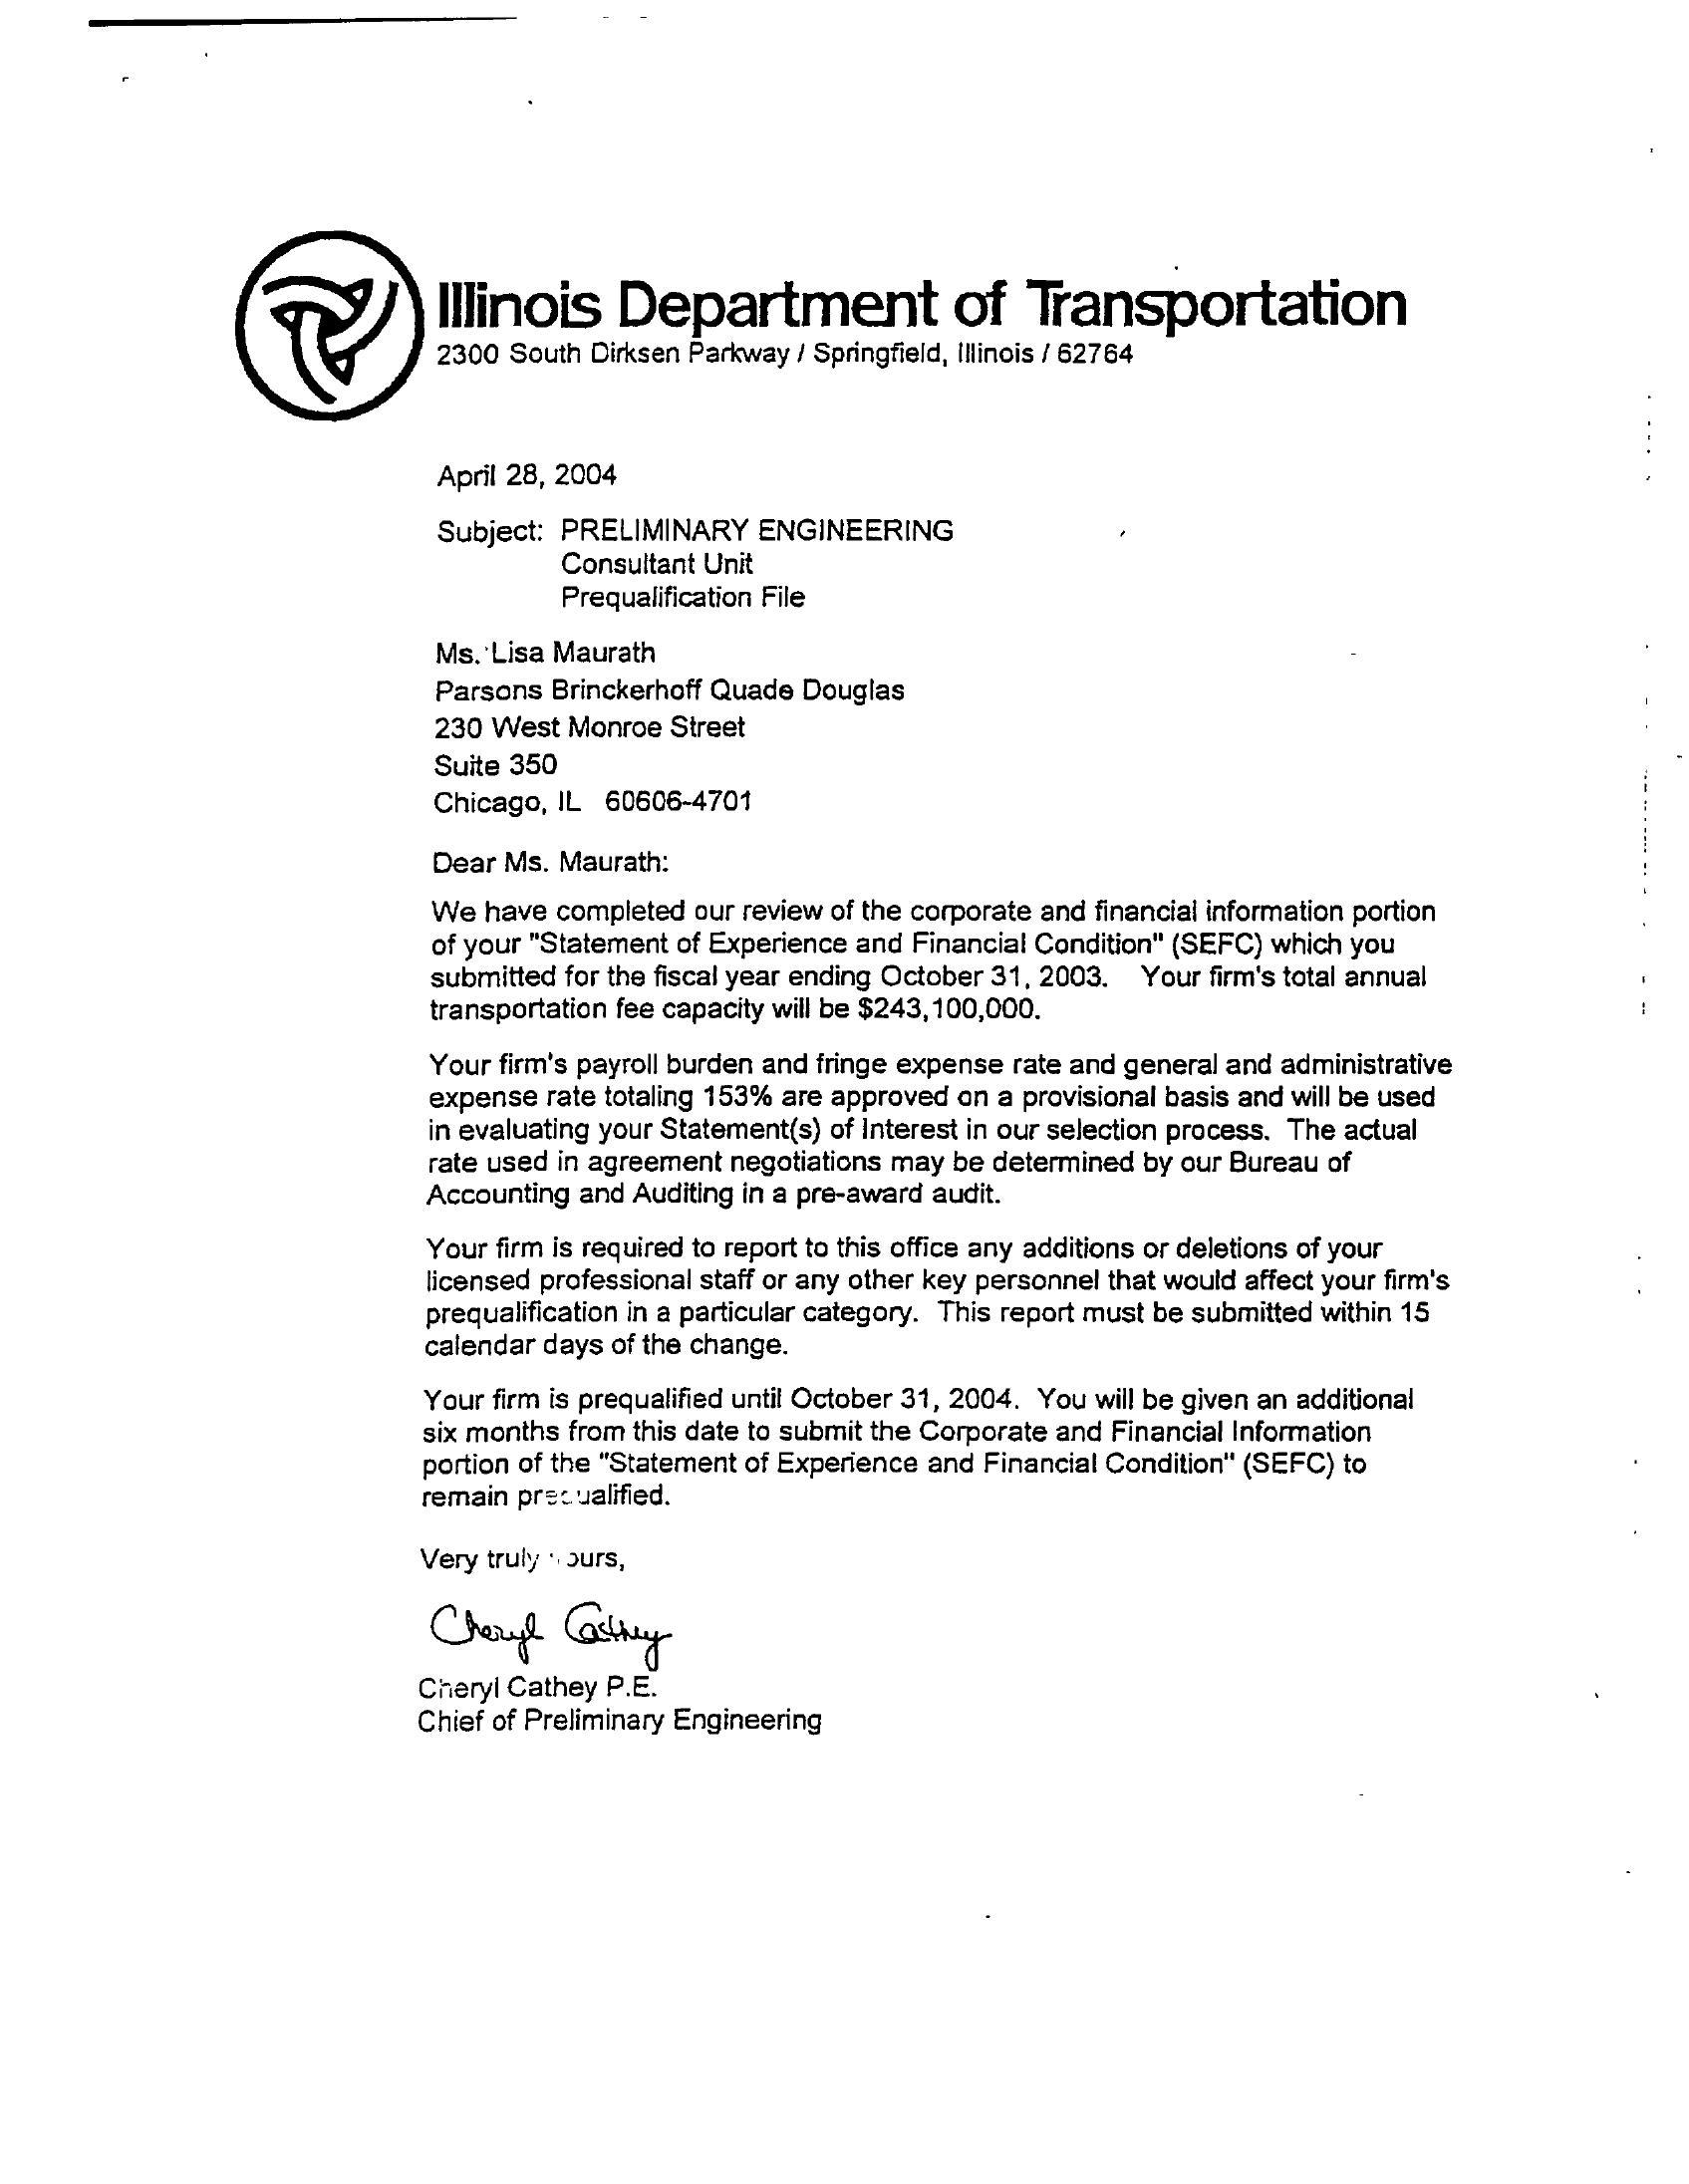 Illinois Department of Transportation
2300 South Dirksen Parkway / Springfield, Illinois / 62764
April 28, 2004
Subject: PRELIMINARY ENGINEERING
Consultant Unit
Prequalification File
Ms. Lisa Maurath
Parsons Brinckerhoff Quade Douglas
230 West Monroe Street
Suite 350
Chicago, IL 60606-4701
Dear Ms. Maurath:
We have completed our review of the corporate and financial information portion
of your "Statement of Experience and Financial Condition" (SEFC) which you
submitted for the fiscal year ending October 31, 2003. Your firm's total annual
transportation fee capacity will be $243,100,000.
Your firm's payroll burden and fringe expense rate and general and administrative
expense rate totaling 153% are approved on a provisional basis and will be used
in evaluating your Statement(s) of Interest in our selection process. The actual
rate used in agreement negotiations may be determined by our Bureau of
Accounting and Auditing in a pre-award audit.
Your firm is required to report to this office any additions or deletions of your
licensed professional staff or any other key personnel that would affect your firm's
prequalification in a particular category. This report must be submitted within 15
calendar days of the change.
Your firm is prequalified until October 31, 2004. You will be given an additional
six months from this date to submit the Corporate and Financial Information
portion of the "Statement of Experience and Financial Condition" (SEFC) to
remain prequalified.
Very truly yours,
Cheryl Cathey
Cheryl Cathey P.E.
Chief of Preliminary Engineering